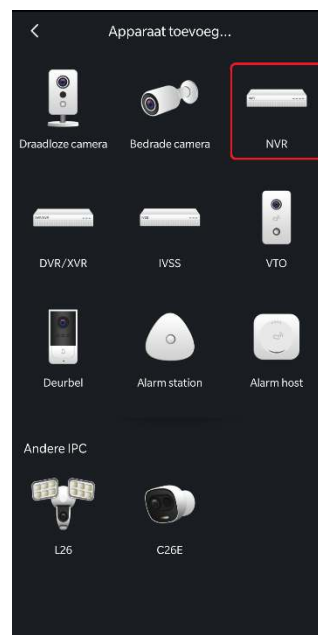 Apparaat toevoeg...
Draadloze camera
Bedrade camera
NVR
DVR/XVR
IVSS
VTO
Deurbel
Alarm station
Alarm host
Andere IPC
L26
C26E